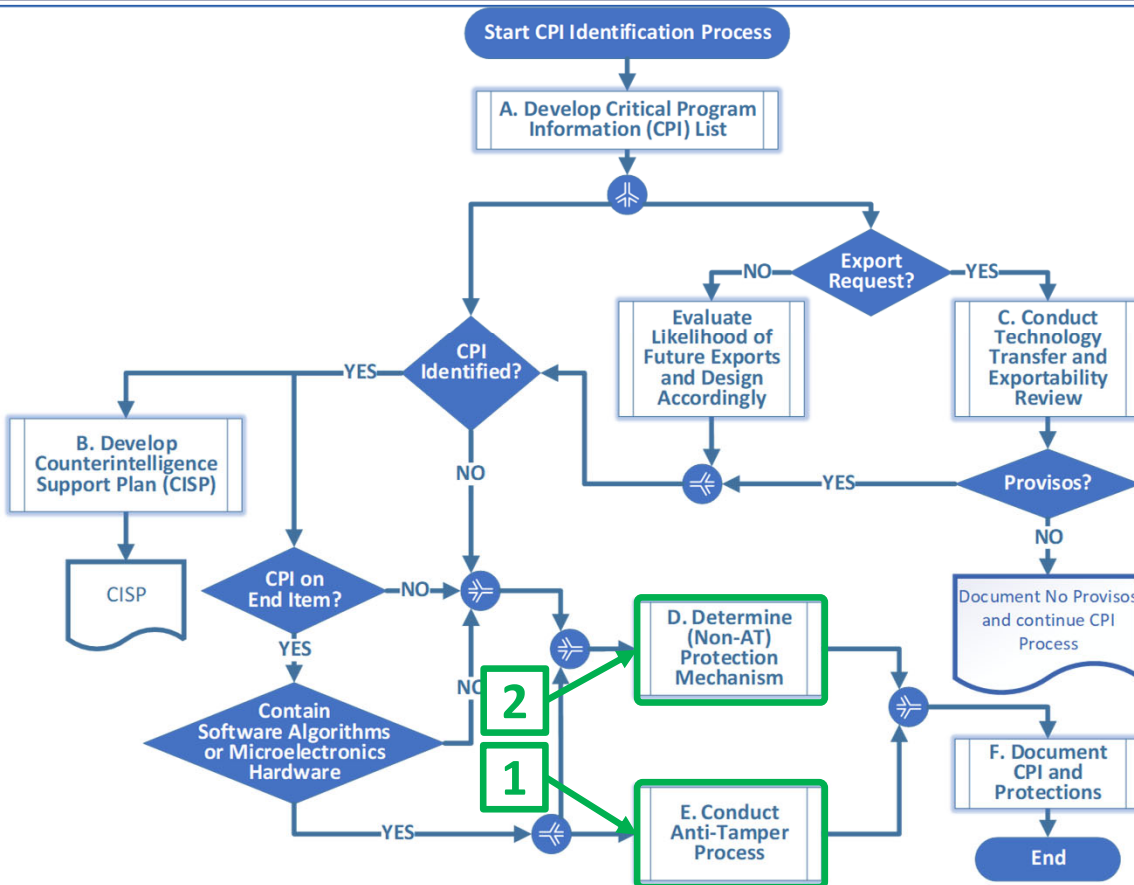 Start CPI Identification Process
A. Develop Critical Program
Information (CPI) List
Export
Request?
NO
YES
Evaluate
Likelihood of
Future Exports
and Design
Accordingly
C. Conduct
Technology
Transfer and
Exportability
Review
CPI
Identified?
YES
NO
B. Develop
Counterintelligence
Support Plan (CISP)
YES
Provisos?
NO
CISP
CPI on
End Item?
NO
YES
Document No Provisos
and continue CPI
Process
D. Determine
(Non-AT)
Protection
Mechanism
2
NO
Contain
Software Algorithms
or Microelectronics
Hardware
1
YES
E. Conduct
Anti-Tamper
Process
F. Document
CPI and
Protections
End